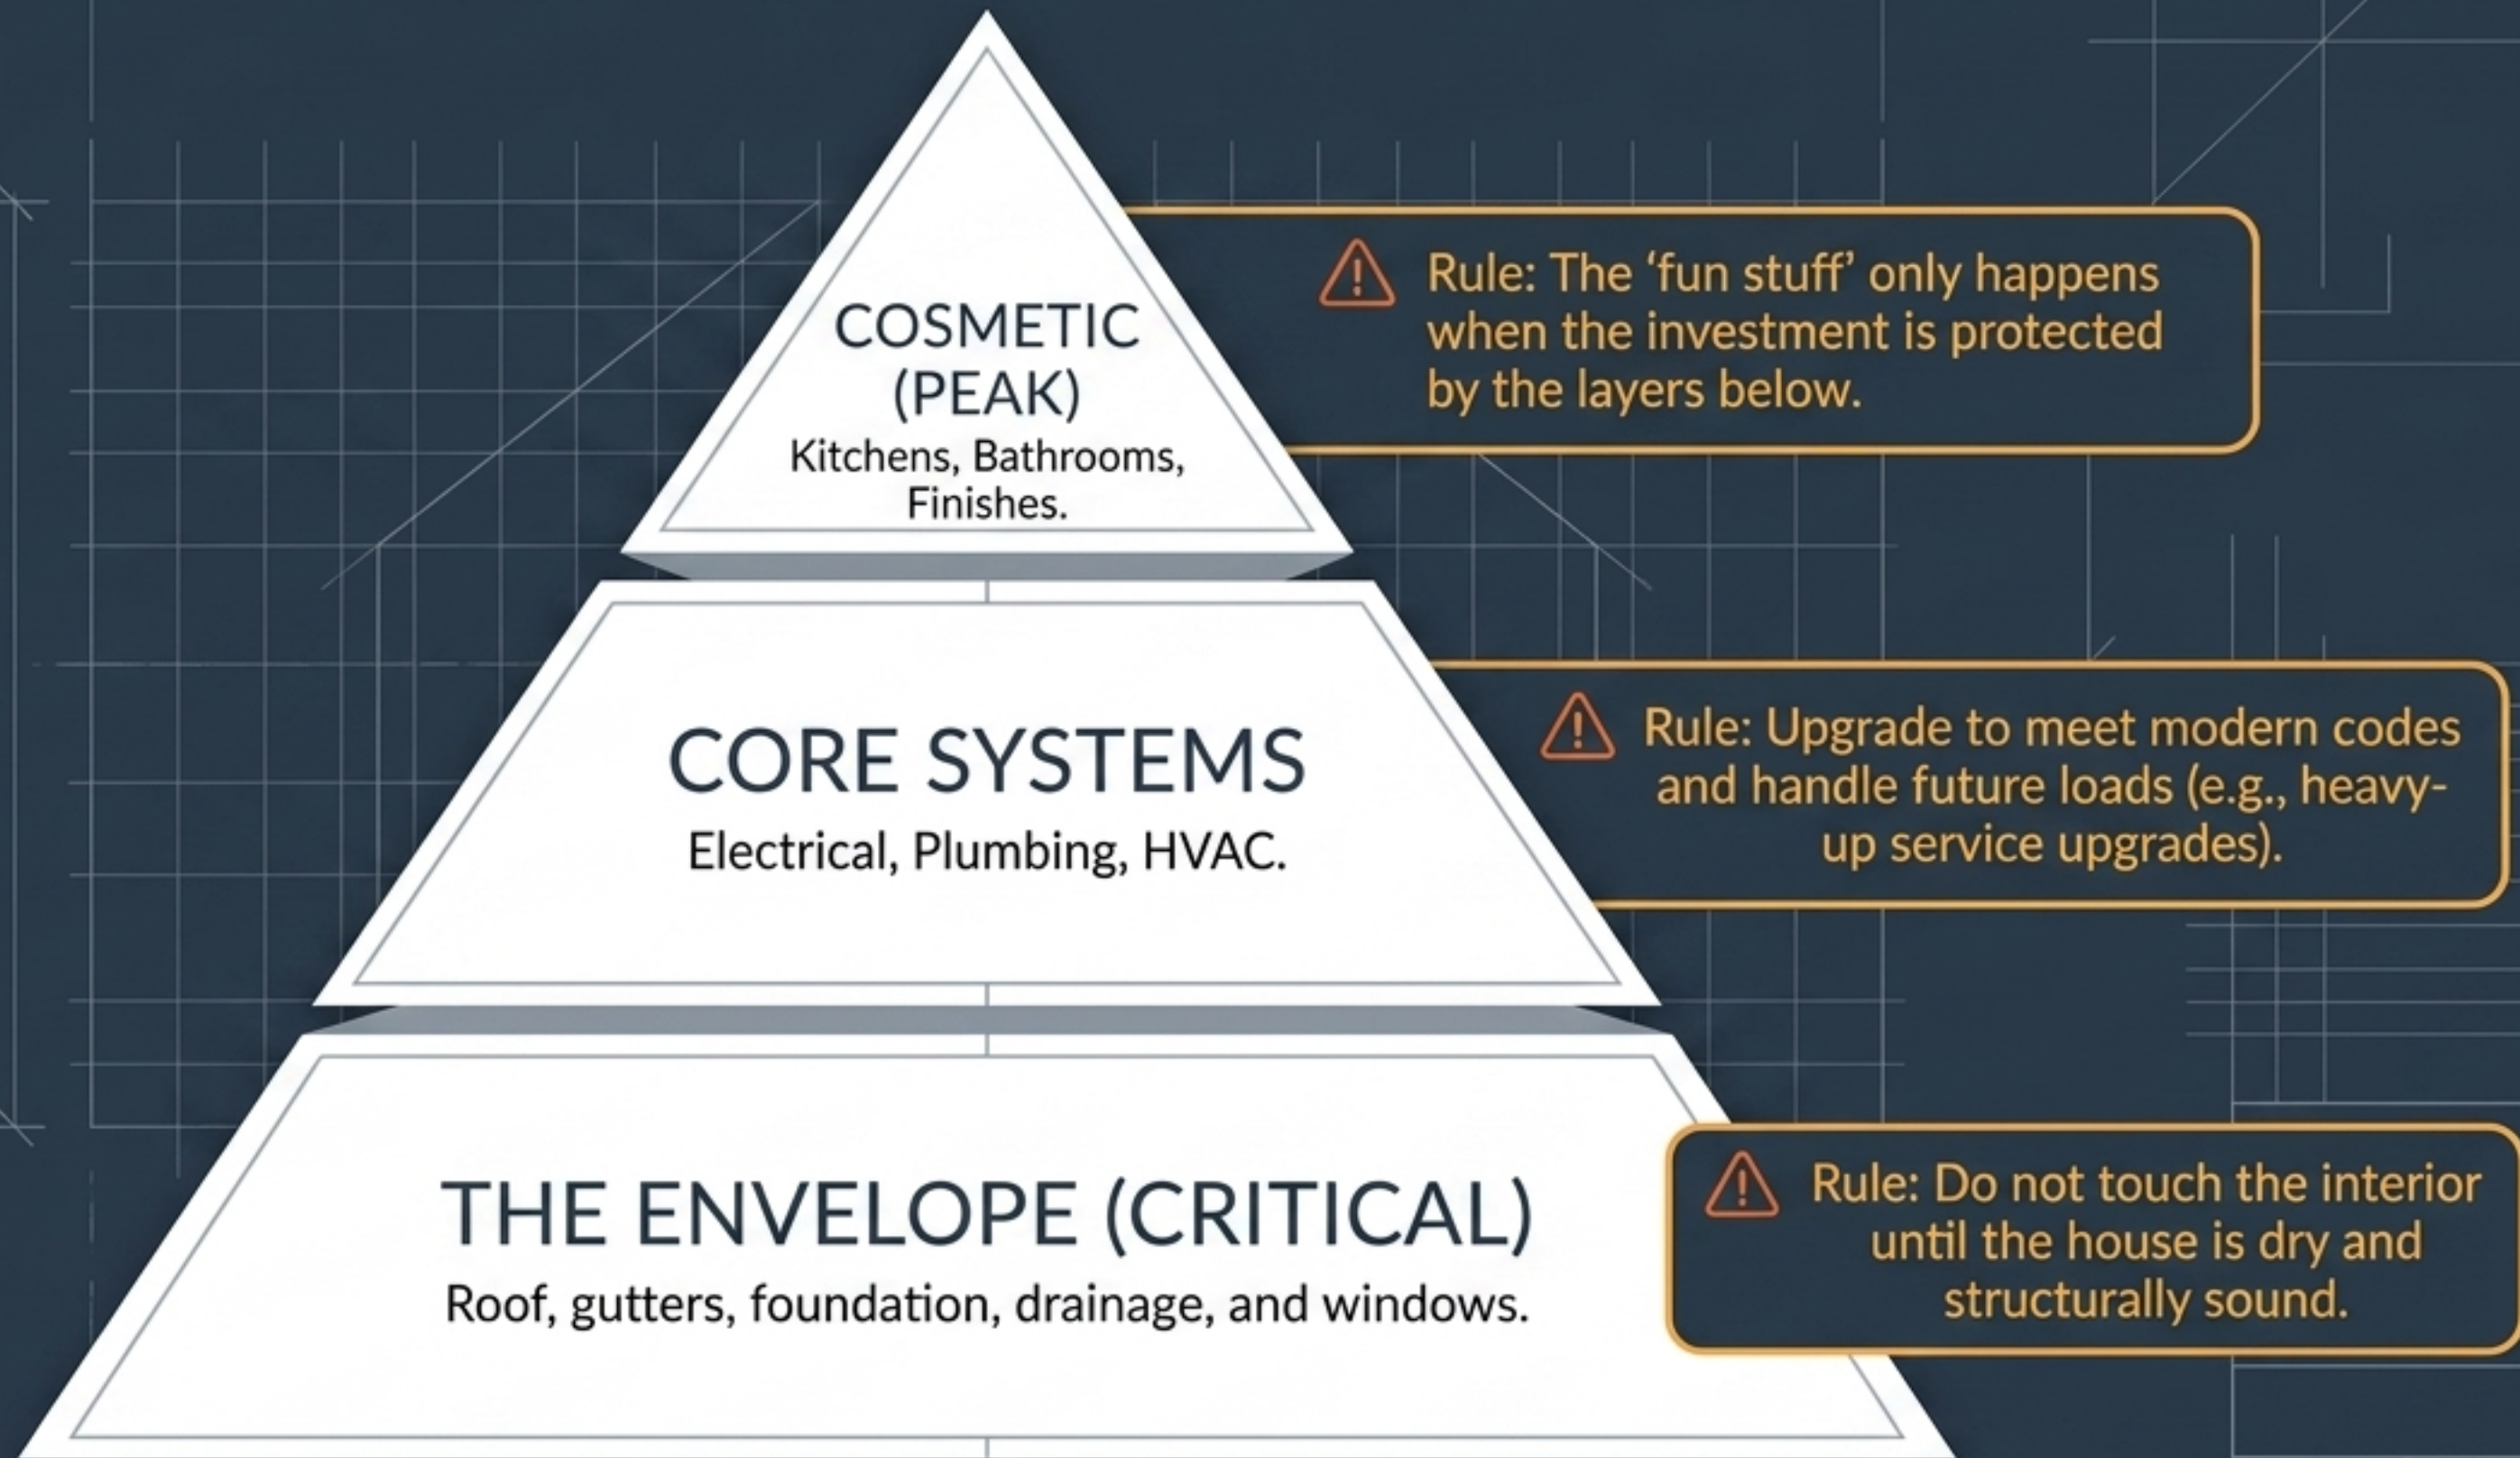 COSMETIC
(PEAK)
Kitchens, Bathrooms,
Finishes.
Rule: The ‘fun stuff’ only happens
when the investment is protected
by the layers below.
CORE SYSTEMS
Electrical, Plumbing, HVAC.
Rule: Upgrade to meet modern codes
and handle future loads (e.g., heavy-
up service upgrades).
THE ENVELOPE (CRITICAL)
Roof, gutters, foundation, drainage, and windows.
Rule: Do not touch the interior
until the house is dry and
structurally sound.